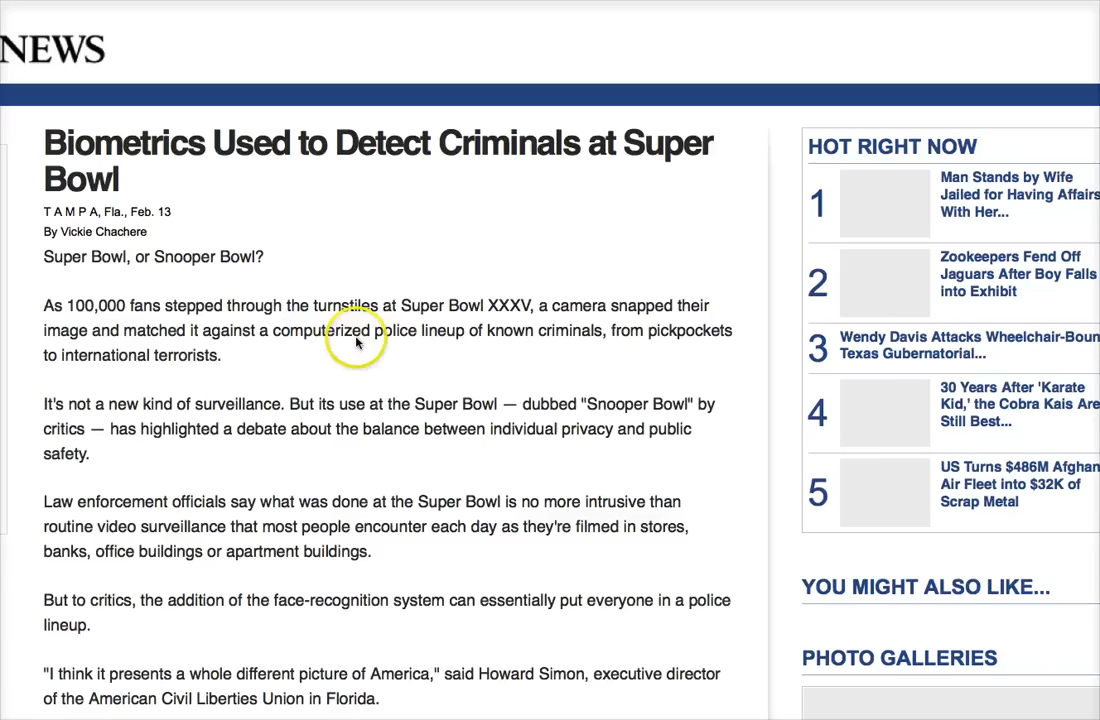 NEWS
Biometrics Used to Detect Criminals at Super
Bowl
T A M P A, Fla., Feb. 13
By Vickie Chachere
Super Bowl, or Snooper Bowl?
As 100,000 fans stepped through the turnstiles at Super Bowl XXXV, a camera snapped their
image and matched it against a computerized police lineup of known criminals, from pickpockets
to international terrorists.
It's not a new kind of surveillance. But its use at the Super Bowl — dubbed "Snooper Bowl" by
critics — has highlighted a debate about the balance between individual privacy and public
safety.
Law enforcement officials say what was done at the Super Bowl is no more intrusive than
routine video surveillance that most people encounter each day as they're filmed in stores,
banks, office buildings or apartment buildings.
But to critics, the addition of the face-recognition system can essentially put everyone in a police
lineup.
"I think it presents a whole different picture of America," said Howard Simon, executive director
of the American Civil Liberties Union in Florida.
HOT RIGHT NOW
1
Man Stands by Wife
Jailed for Having Affairs
With Her...
2
Zookeepers Fend Off
Jaguars After Boy Falls
into Exhibit
3
Wendy Davis Attacks Wheelchair-Boun
Texas Gubernatorial...
4
30 Years After 'Karate
Kid,' the Cobra Kais Are
Still Best...
5
US Turns $486M Afghan
Air Fleet into $32K of
Scrap Metal
YOU MIGHT ALSO LIKE...
PHOTO GALLERIES